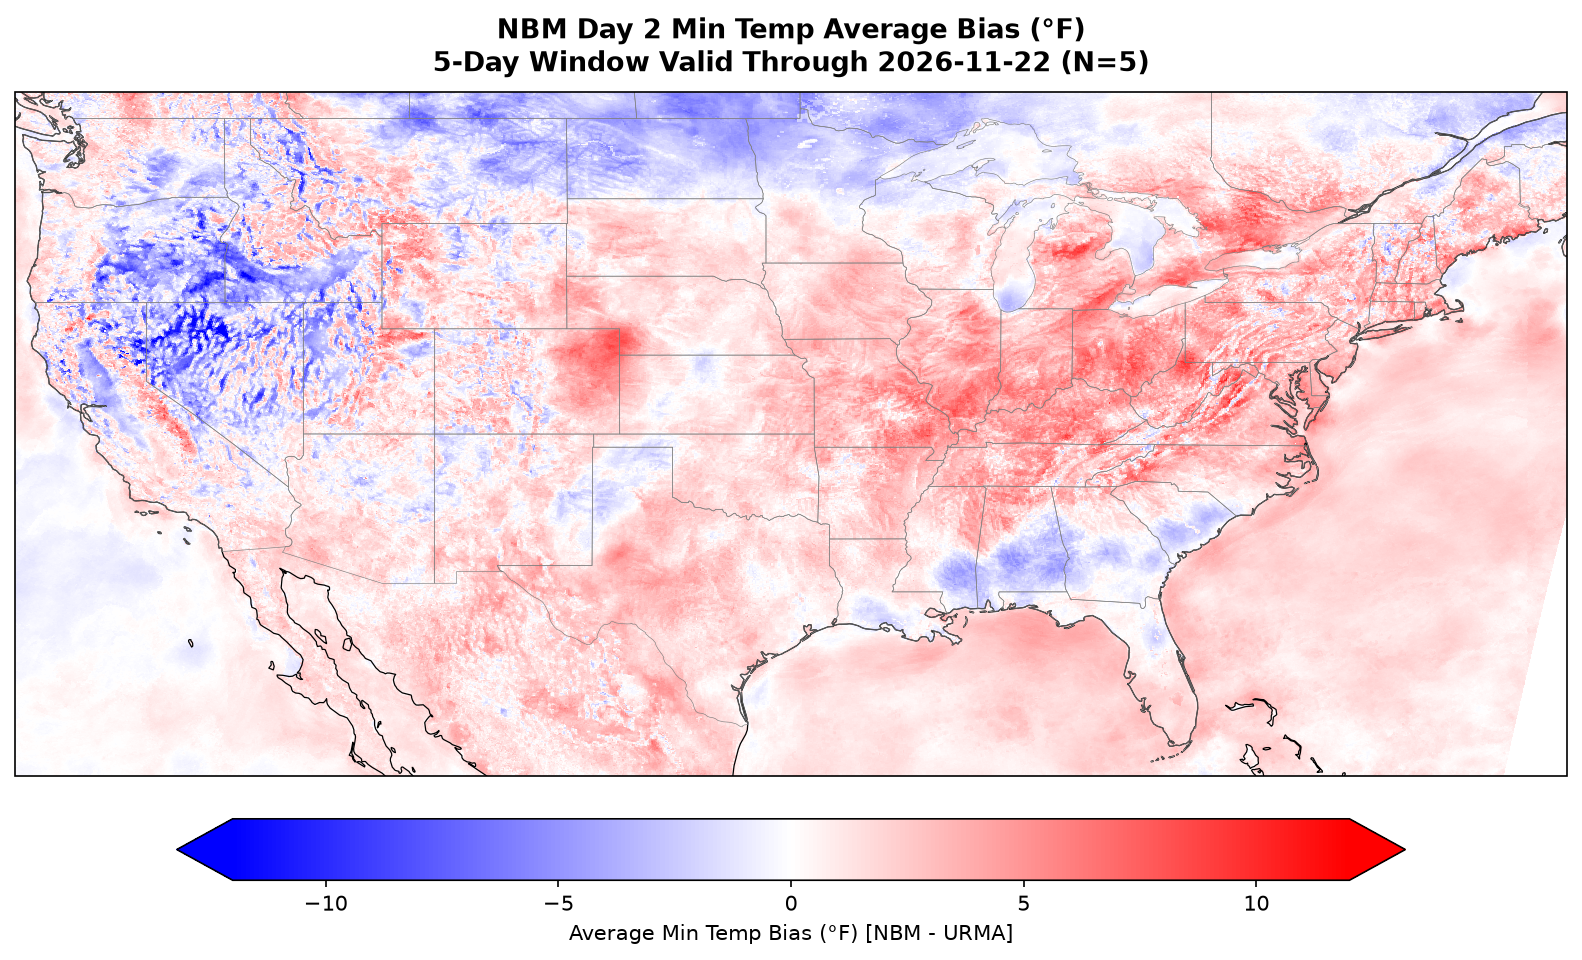 NBM Day 2 Min Temp Average Bias (°F)
5-Day Window Valid Through 2026-11-22 (N=5)
−10 −5 0 5 10
Average Min Temp Bias (°F) [NBM - URMA]